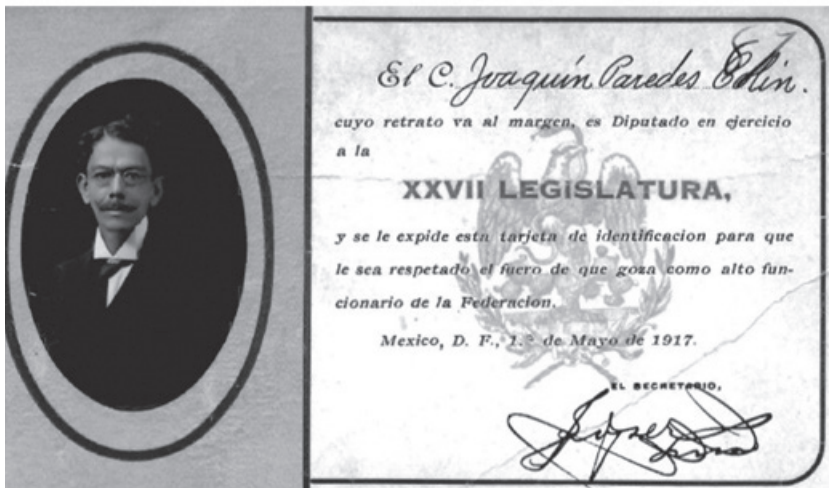 El C. Joaquín Paredes Colin.
cuyo retrato va al margen, es Diputado en ejercicio
a la
XXVII LEGISLATURA,
y se le expide esta tarjeta de identificacion para que
le sea respetado el fuero de que goza como alto fun-
cionario de la Federacion.
Mexico, D. F., 1.º de Mayo de 1917.
EL SECRETARIO,